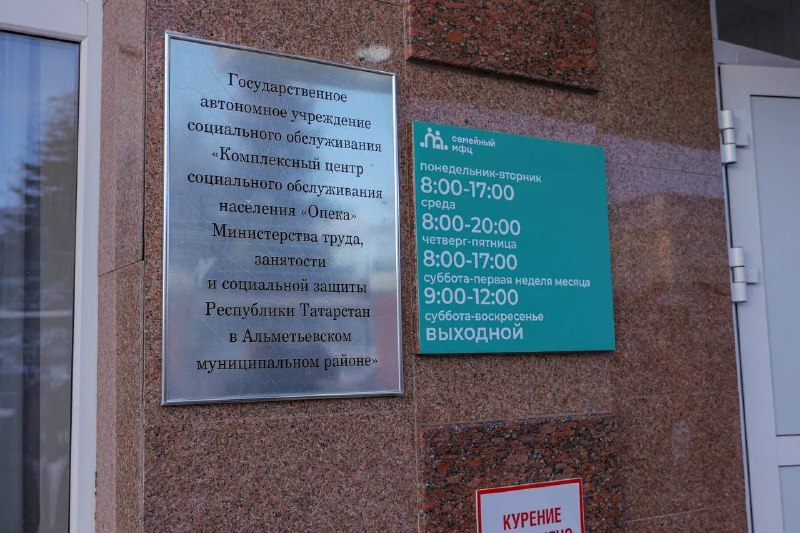 Государственное
автономное учреждение
социального обслуживания
«Комплексный центр
социального обслуживания
населения «Опека»
Министерства труда,
занятости
и социальной защиты
Республики Татарстан
в Альметьевском
муниципальном районе»
семейный
мфц
понедельник-вторник
8:00-17:00
среда
8:00-20:00
четверг-пятница
8:00-17:00
суббота-первая неделя месяца
9:00-12:00
суббота-воскресенье
ВЫХОДНОЙ
КУРЕНИЕ